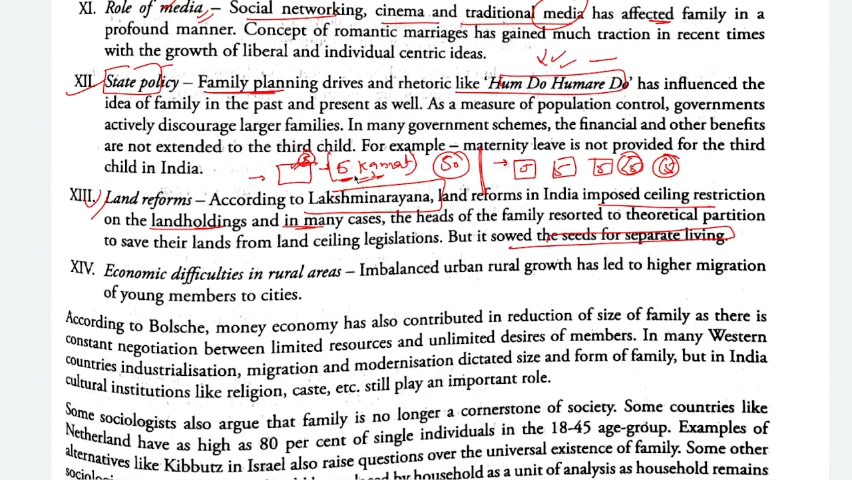 XI. Role of media – Social networking, cinema and traditional media has affected family in a
profound manner. Concept of romantic marriages has gained much traction in recent times
with the growth of liberal and individual centric ideas.
XII. State policy – Family planning drives and rhetoric like 'Hum Do Humare Do' has influenced the
idea of family in the past and present as well. As a measure of population control, governments
actively discourage larger families. In many government schemes, the financial and other benefits
are not extended to the third child. For example – maternity leave is not provided for the third
child in India.
5 kamat 50
XIII. Land reforms – According to Lakshminarayana, land reforms in India imposed ceiling restriction
on the landholdings and in many cases, the heads of the family resorted to theoretical partition
to save their lands from land ceiling legislations. But it sowed the seeds for separate living.
XIV. Economic difficulties in rural areas – Imbalanced urban rural growth has led to higher migration
of young members to cities.
According to Bolsche, money economy has also contributed in reduction of size of family as there is
constant negotiation between limited resources and unlimited desires of members. In many Western
countries industrialisation, migration and modernisation dictated size and form of family, but in India
cultural institutions like religion, caste, etc. still play an important role.
Some sociologists also argue that family is no longer a cornerstone of society. Some countries like
Netherland have as high as 80 per cent of single individuals in the 18-45 age-group. Examples of
alternatives like Kibbutz in Israel also raise questions over the universal existence of family. Some other
by household as a unit of analysis as household remains